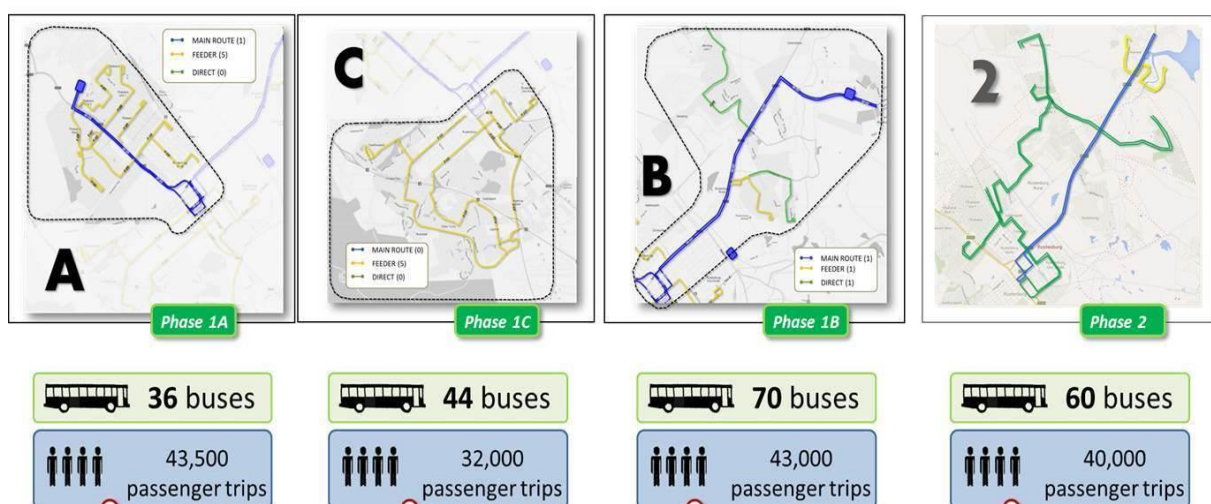 A
MAIN ROUTE (1)
FEEDER (5)
DIRECT (0)
Phase 1A
C
MAIN ROUTE (0)
FEEDER (5)
DIRECT (0)
Phase 1C
B
MAIN ROUTE (1)
FEEDER (1)
DIRECT (1)
Phase 1B
2
Phase 2
36 buses
44 buses
70 buses
60 buses
43,500
passenger trips
32,000
passenger trips
43,000
passenger trips
40,000
passenger trips